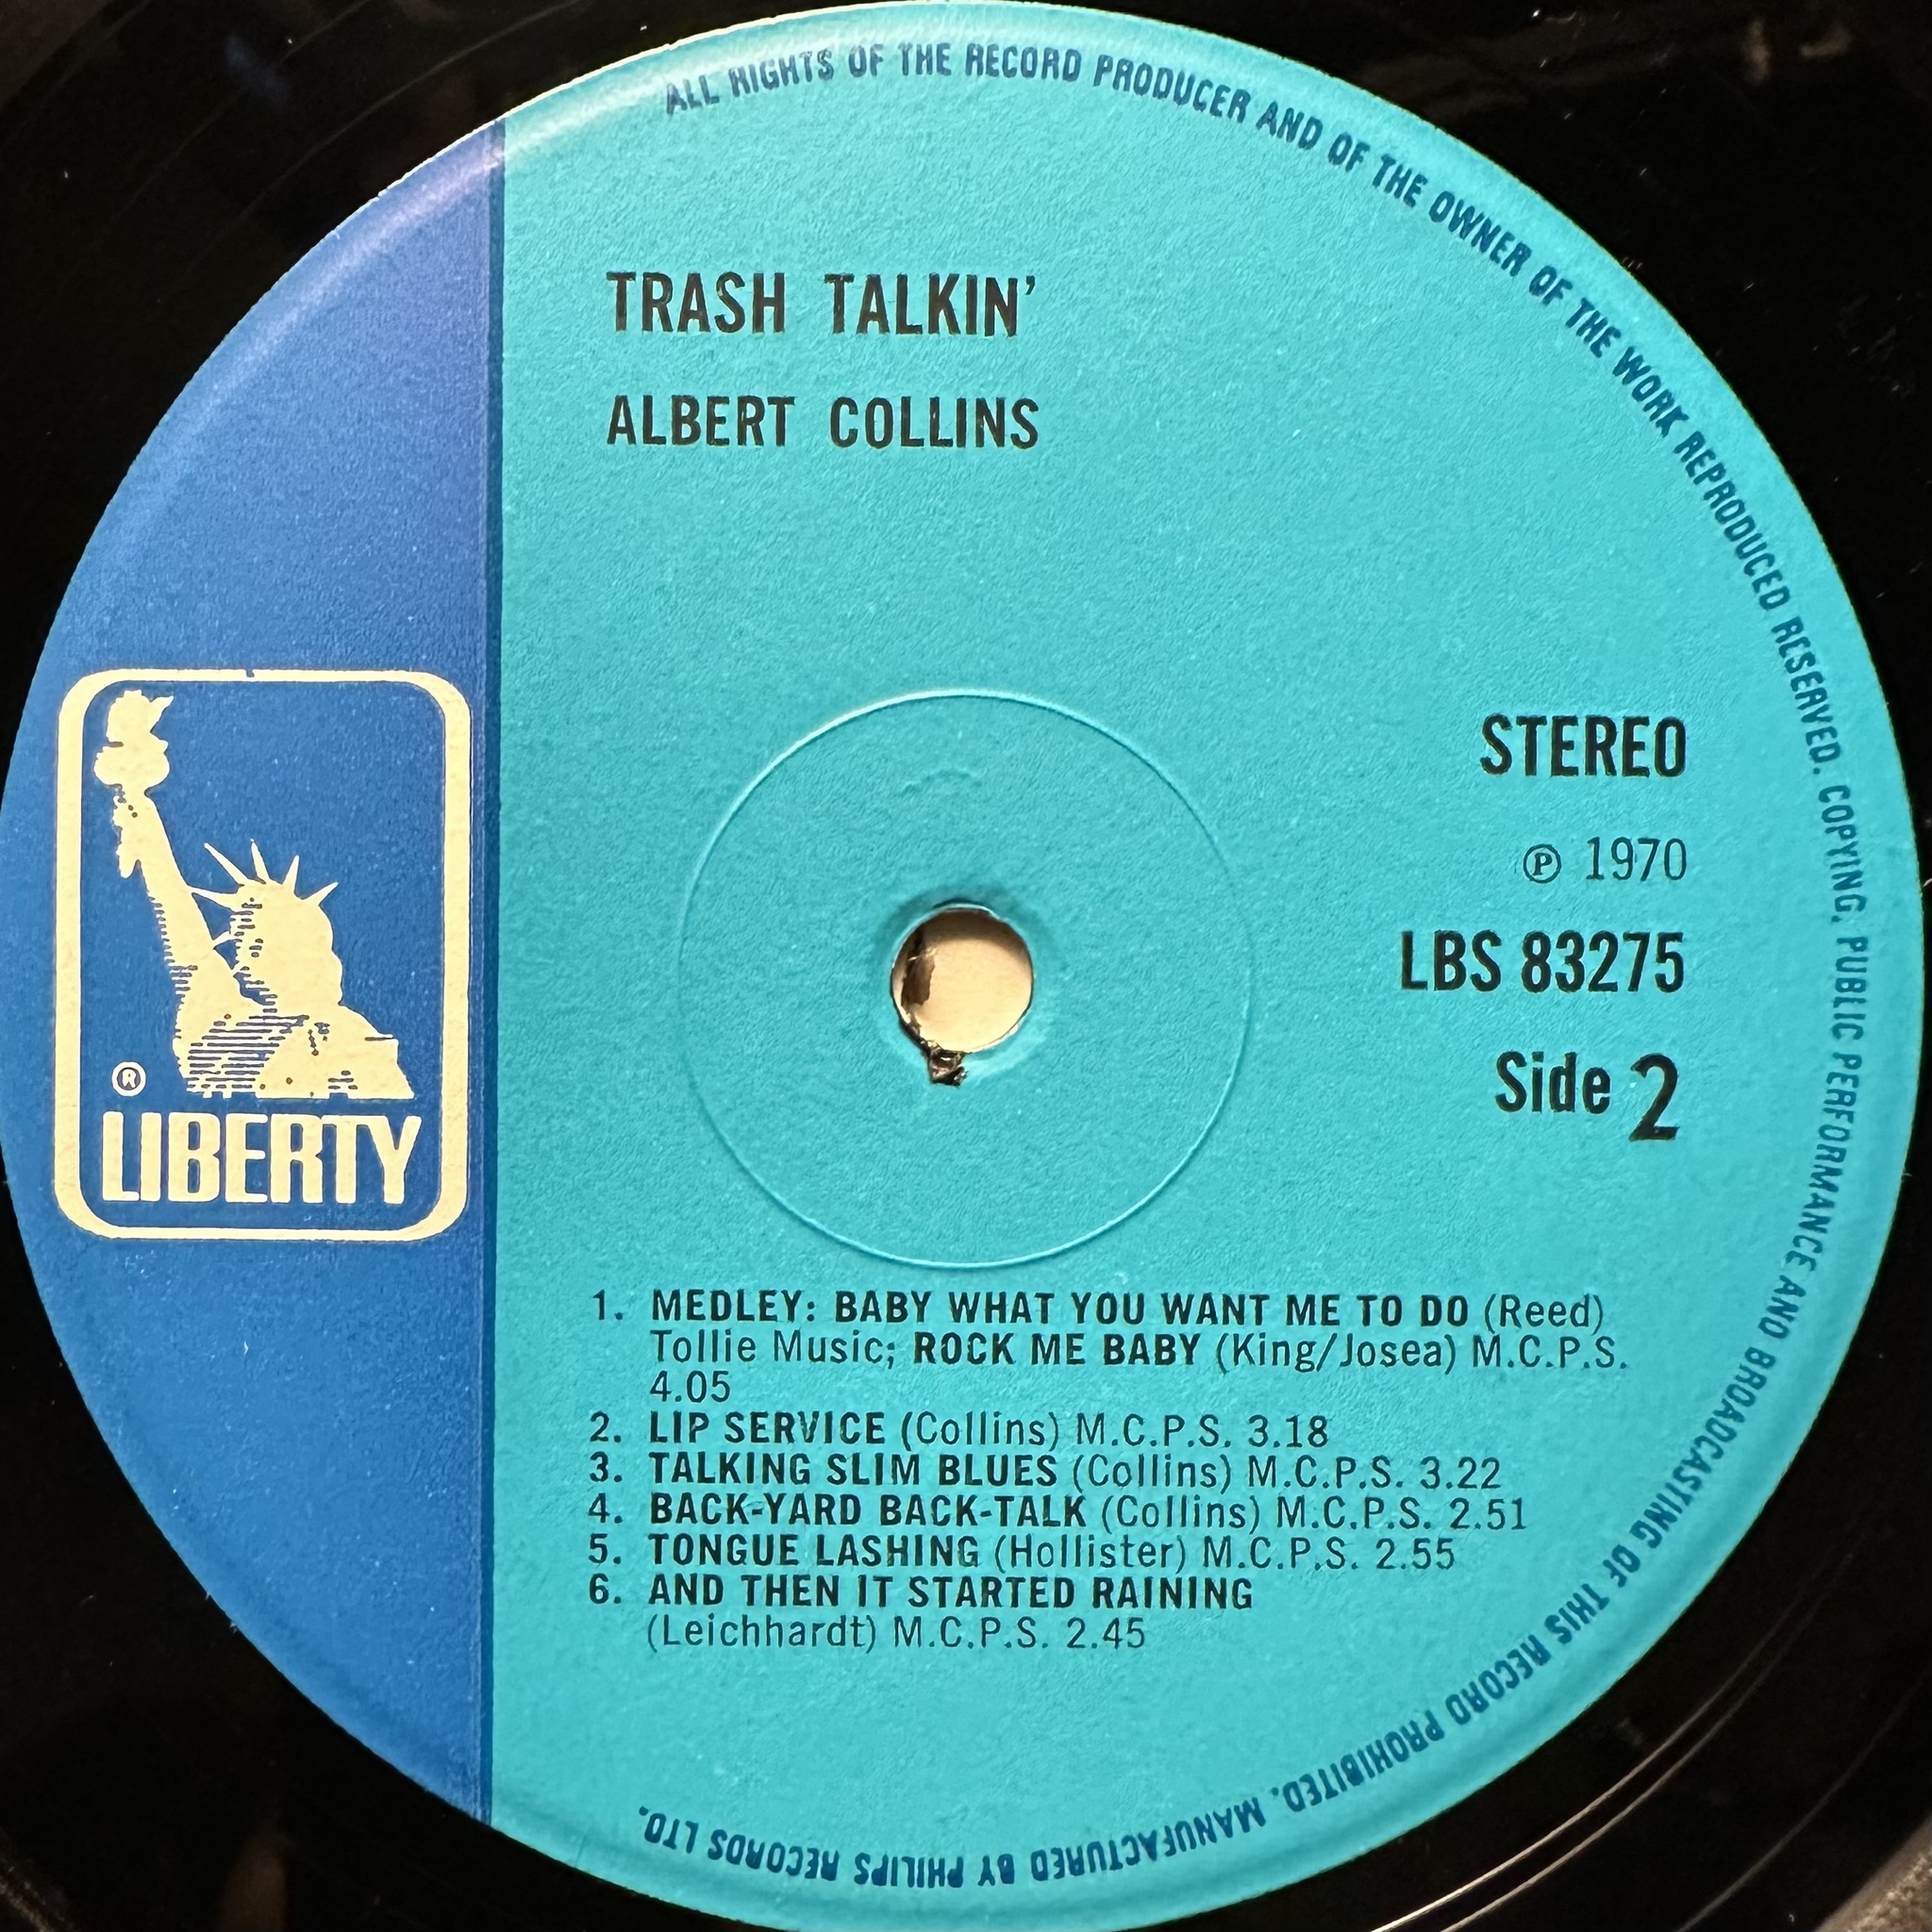 ALL RIGHTS OF THE RECORD PRODUCER AND OF THE OWNER OF THE WORK REPRODUCED RESERVED. COPYING, PUBLIC PERFORMANCE AND BROADCASTING OF THIS RECORD PROHIBITED. MANUFACTURED BY PHILIPS RECORDS LTD.
TRASH TALKIN'
ALBERT COLLINS
STEREO
℗ 1970
LBS 83275
Side 2
®
LIBERTY
1. MEDLEY: BABY WHAT YOU WANT ME TO DO (Reed)
Tollie Music; ROCK ME BABY (King/Josea) M.C.P.S.
4.05
2. LIP SERVICE (Collins) M.C.P.S. 3.18
3. TALKING SLIM BLUES (Collins) M.C.P.S. 3.22
4. BACK-YARD BACK-TALK (Collins) M.C.P.S. 2.51
5. TONGUE LASHING (Hollister) M.C.P.S. 2.55
6. AND THEN IT STARTED RAINING
(Leichhardt) M.C.P.S. 2.45